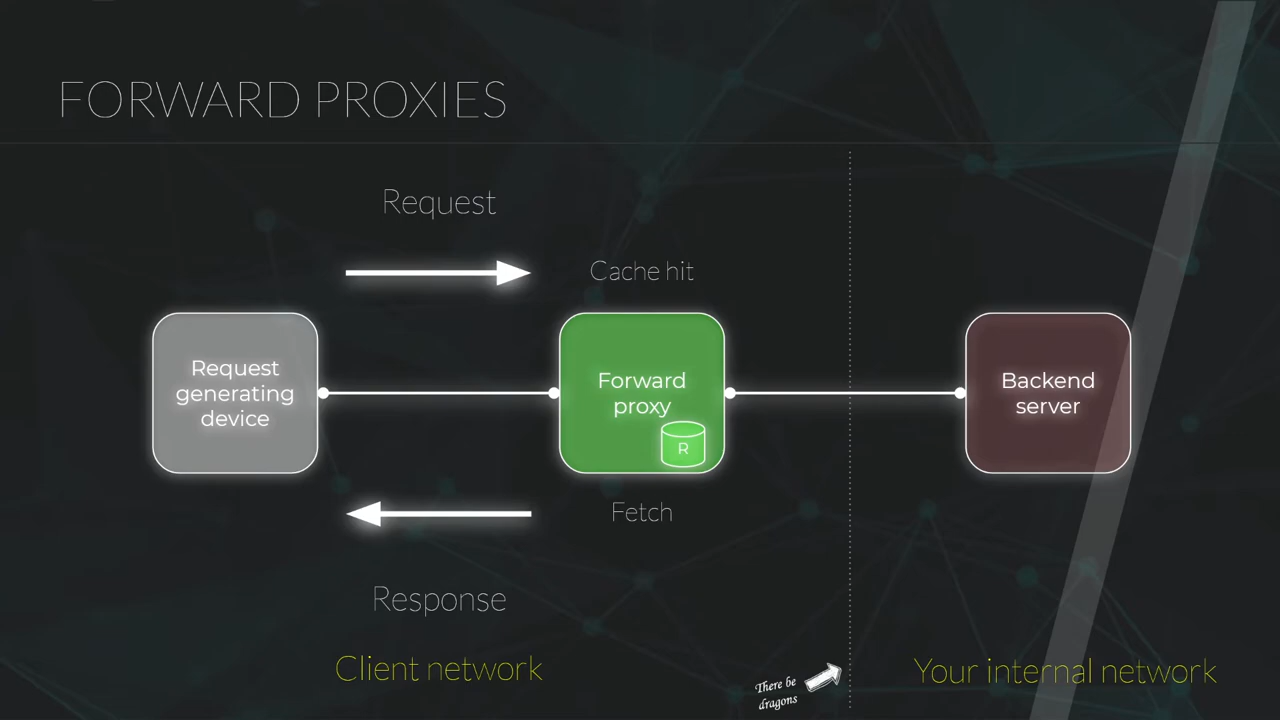 FORWARD PROXIES
Request
Cache hit
Request
generating
device
Forward
proxy
R
Backend
server
Fetch
Response
Client network
There be
dragons
Your internal network